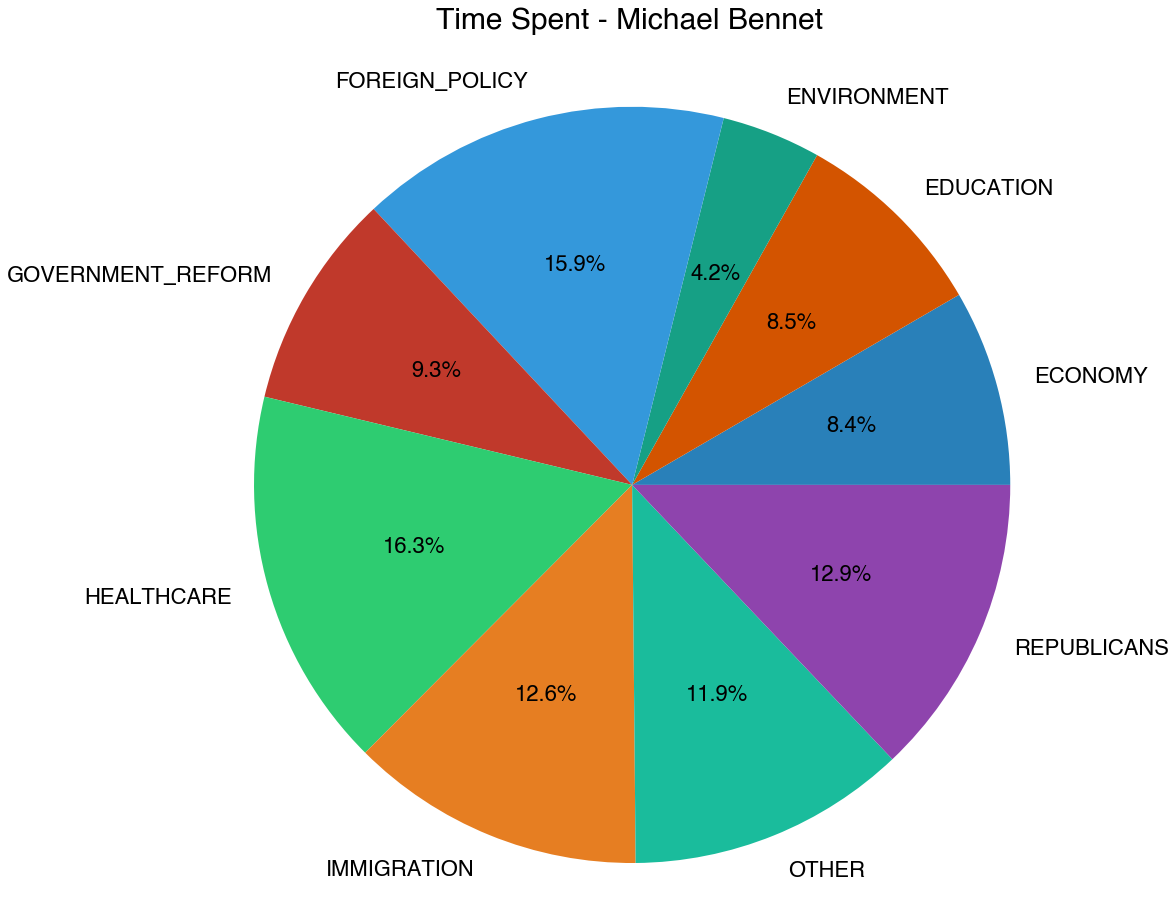 Time Spent - Michael Bennet
FOREIGN_POLICY
ENVIRONMENT
EDUCATION
GOVERNMENT_REFORM
15.9%
4.2%
8.5%
9.3%
ECONOMY
8.4%
16.3%
HEALTHCARE
12.9%
REPUBLICANS
12.6%
11.9%
IMMIGRATION
OTHER